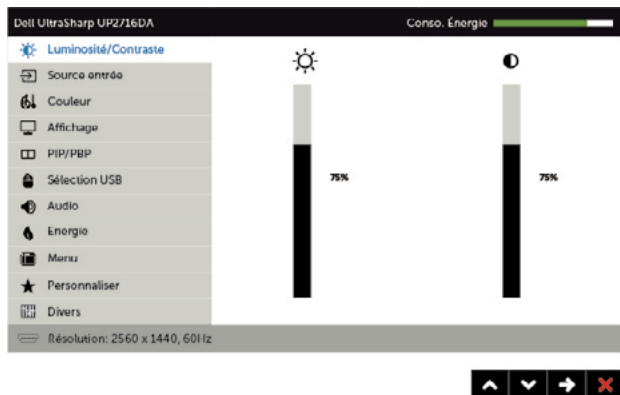 Dell UltraSharp UP2716DA
Conso. Énergie
Luminosité/Contraste
Source entrée
Couleur
Affichage
PIP/PBP
Sélection USB
Audio
Energie
Menu
Personnaliser
Divers
75%
75%
Résolution: 2560 x 1440, 60Hz